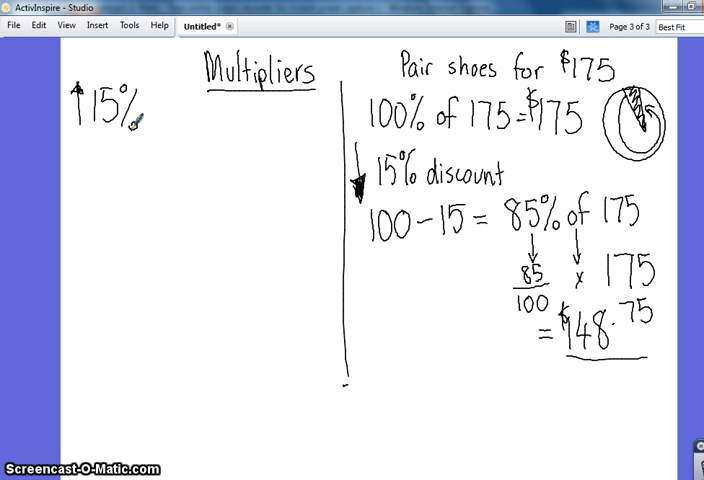 ActivInspire - Studio
File Edit View Insert Tools Help Untitled* Page 3 of 3 Best Fit
Multipliers
↑ 15%
Pair shoes for $175
100% of 175 = $175
15% discount
100 - 15 = 85% of 175
85/100 × 175
= $148.75
Screencast-O-Matic.com